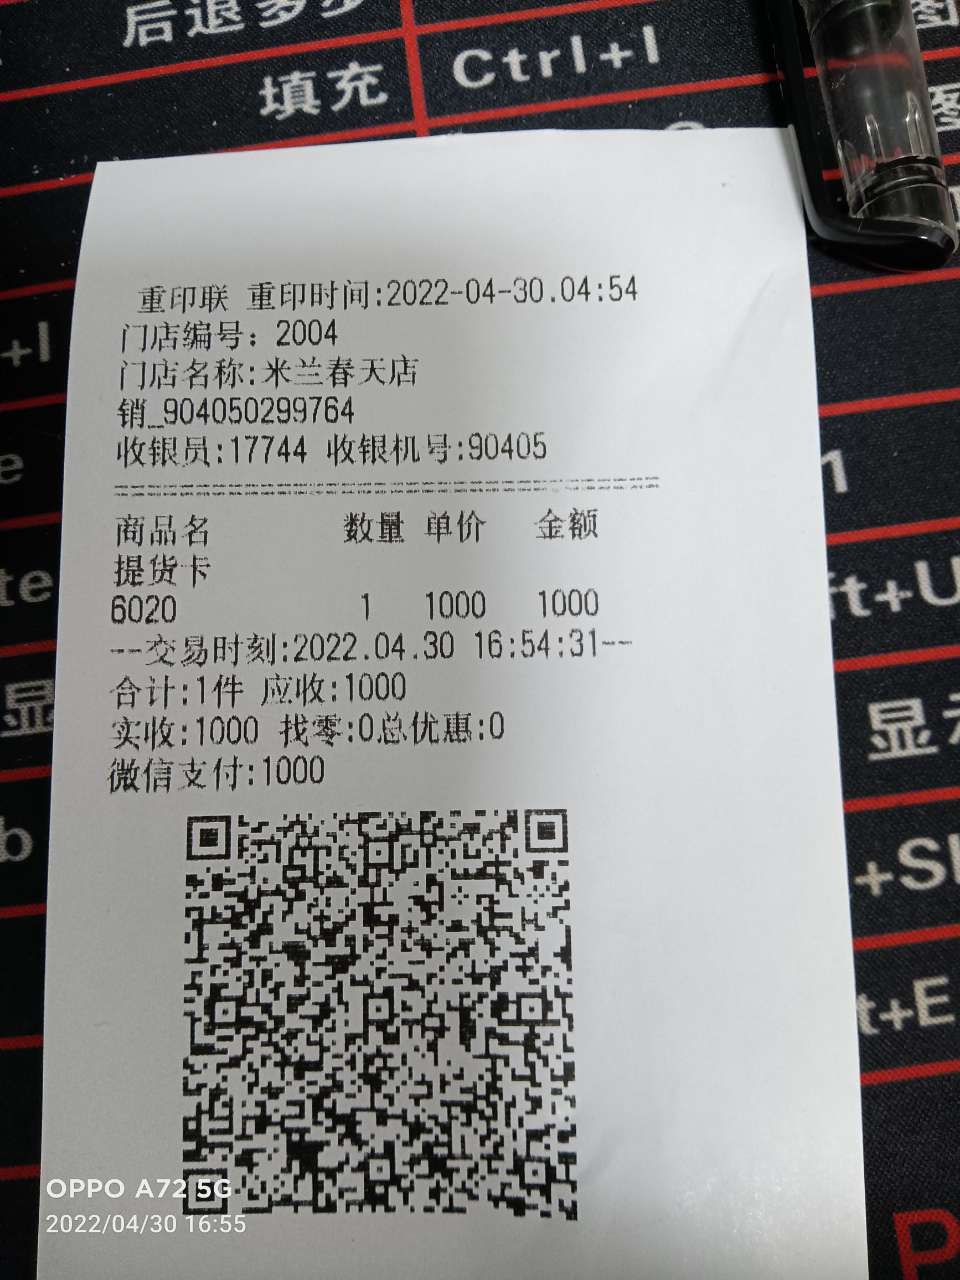 后退多步
填充 Ctrl+l
重印联 重印时间:2022-04-30.04:54
门店编号: 2004
门店名称:米兰春天店
销_904050299764
收银员:17744 收银机号:90405
商品名 数量 单价 金额
提货卡
6020 1 1000 1000
--交易时刻:2022.04.30 16:54:31--
合计:1件 应收:1000
实收:1000 找零:0总优惠:0
微信支付:1000
+l
显
+E
OPPO A72 5G
2022/04/30 16:55